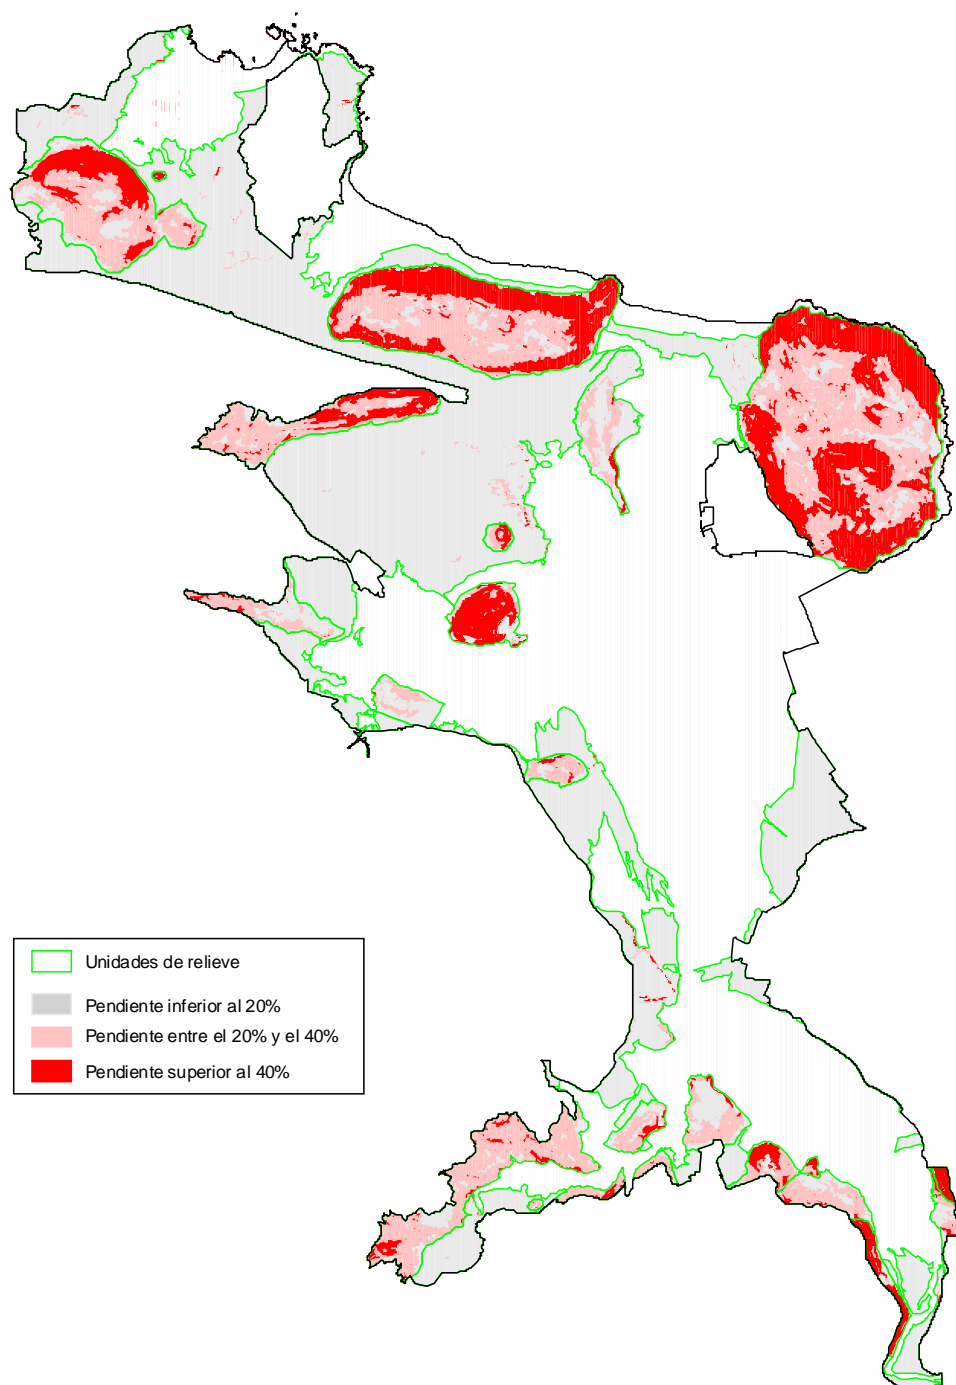 Unidades de relieve
Pendiente inferior al 20%
Pendiente entre el 20% y el 40%
Pendiente superior al 40%